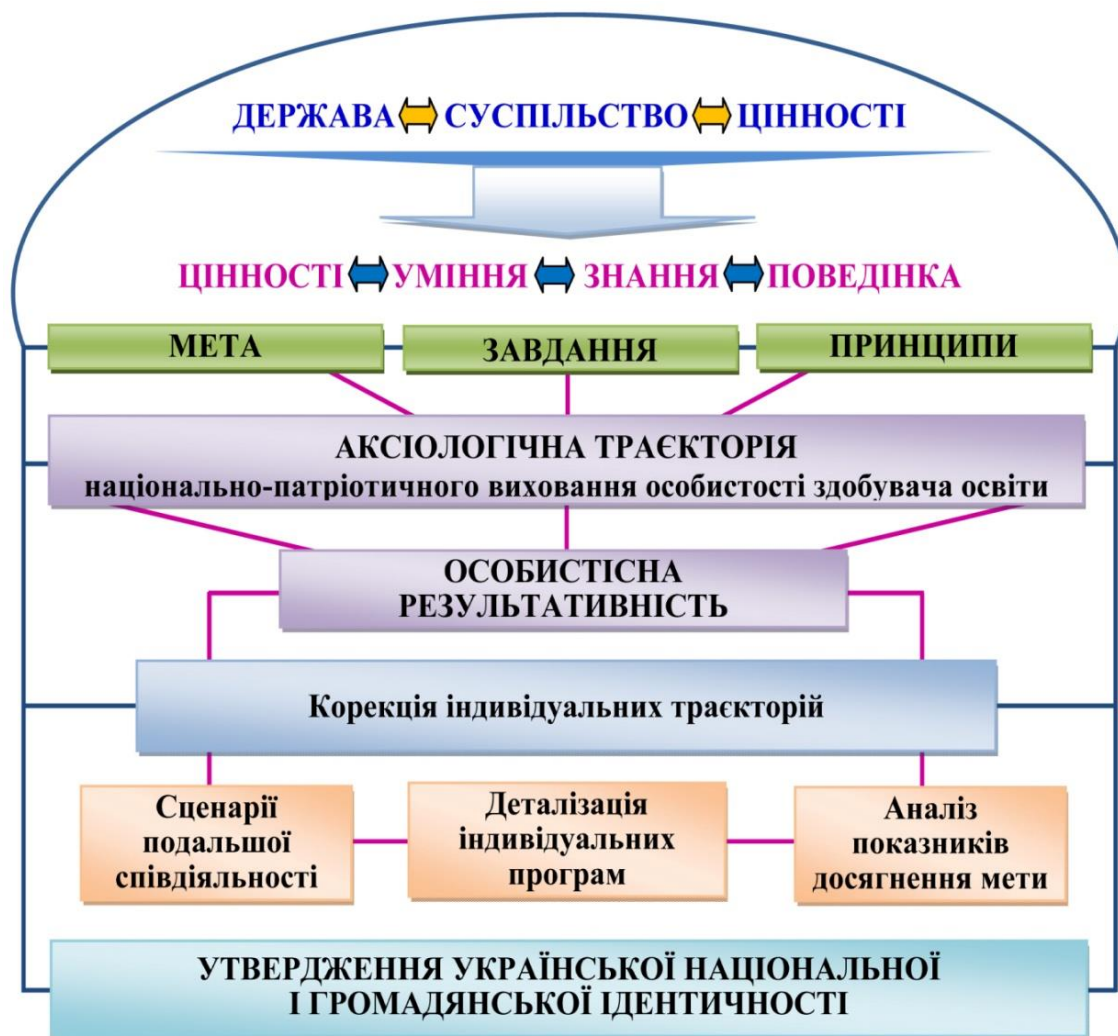 ДЕРЖАВА СУСПІЛЬСТВО ЦІННОСТІ
ЦІННОСТІ УМІННЯ ЗНАННЯ ПОВЕДІНКА
МЕТА
ЗАВДАННЯ
ПРИНЦИПИ
АКСІОЛОГІЧНА ТРАЄКТОРІЯ
національно-патріотичного виховання особистості здобувача освіти
ОСОБИСТІСНА
РЕЗУЛЬТАТИВНІСТЬ
Корекція індивідуальних траєкторій
Сценарії
подальшої
співдіяльності
Деталізація
індивідуальних
програм
Аналіз
показників
досягнення мети
УТВЕРДЖЕННЯ УКРАЇНСЬКОЇ НАЦІОНАЛЬНОЇ
І ГРОМАДЯНСЬКОЇ ІДЕНТИЧНОСТІ